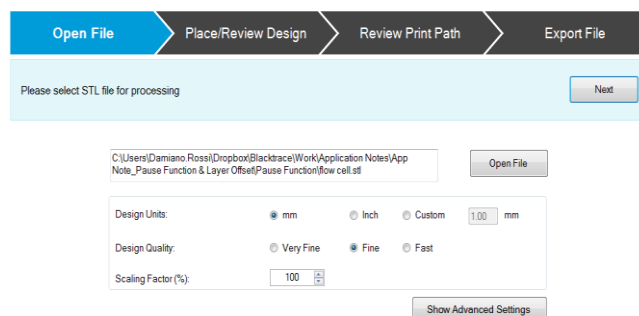 Open File
Place/Review Design
Review Print Path
Export File
Please select STL file for processing
Next
C:\Users\Damiano.Rossi\Dropbox\Blacktrace\Work\Application Notes\App
Note_Pause Function & Layer Offset\Pause Function\flow cell.stl
Open File
Design Units: mm Inch Custom 1.00 mm
Design Quality: Very Fine Fine Fast
Scaling Factor (%): 100
Show Advanced Settings